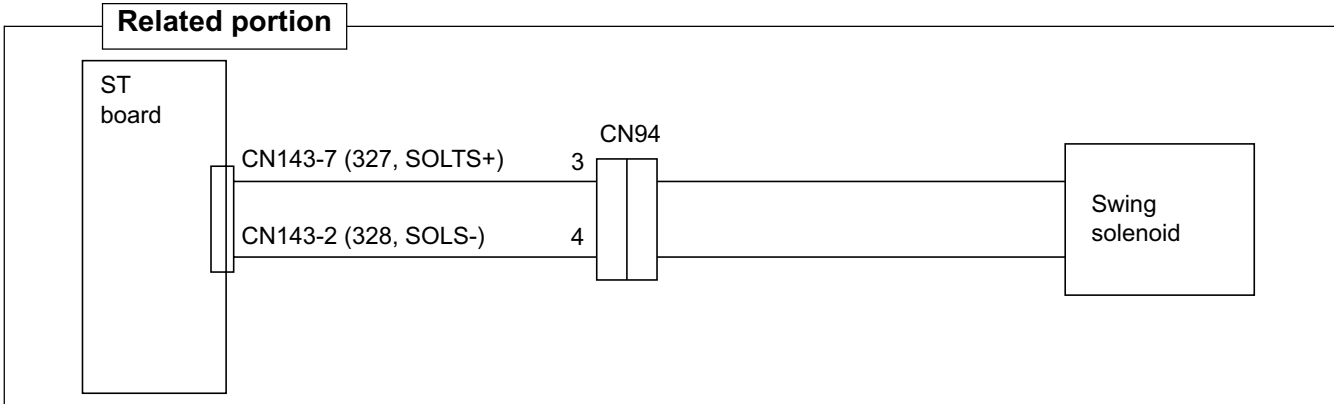 Related portion
ST
board
CN94
CN143-7 (327, SOLTS+)
3
CN143-2 (328, SOLS-)
4
Swing
solenoid